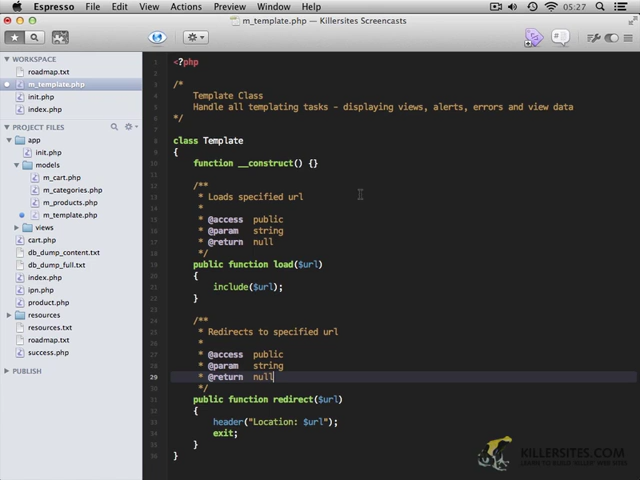 Espresso File Edit View Actions Preview Window Help 05:27
m_template.php — Killersites Screencasts
WORKSPACE
roadmap.txt
m_template.php
init.php
index.php
PROJECT FILES
app
init.php
models
m_cart.php
m_categories.php
m_products.php
m_template.php
views
cart.php
db_dump_content.txt
db_dump_full.txt
index.php
ipn.php
product.php
resources
resources.txt
roadmap.txt
success.php
PUBLISH
1 <?php
2
3 /*
4 Template Class
5 Handle all templating tasks - displaying views, alerts, errors and view data
6 */
7
8 class Template
9 {
10 function __construct() {}
11
12 /**
13 * Loads specified url
14 *
15 * @access public
16 * @param string
17 * @return null
18 */
19 public function load($url)
20 {
21 include($url);
22 }
23
24 /**
25 * Redirects to specified url
26 *
27 * @access public
28 * @param string
29 * @return null
30 */
31 public function redirect($url)
32 {
33 header("Location: $url");
34 exit;
35 }
36 }
KILLERSITES.COM